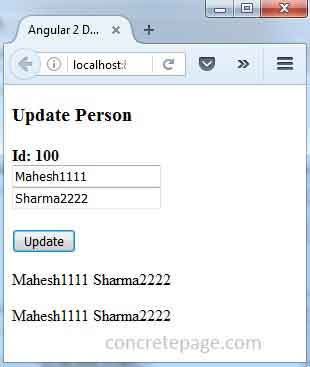 Angular 2 D...
localhost:
Update Person
Id: 100
Mahesh1111
Sharma2222
Update
Mahesh1111 Sharma2222
Mahesh1111 Sharma2222
concretepage.com